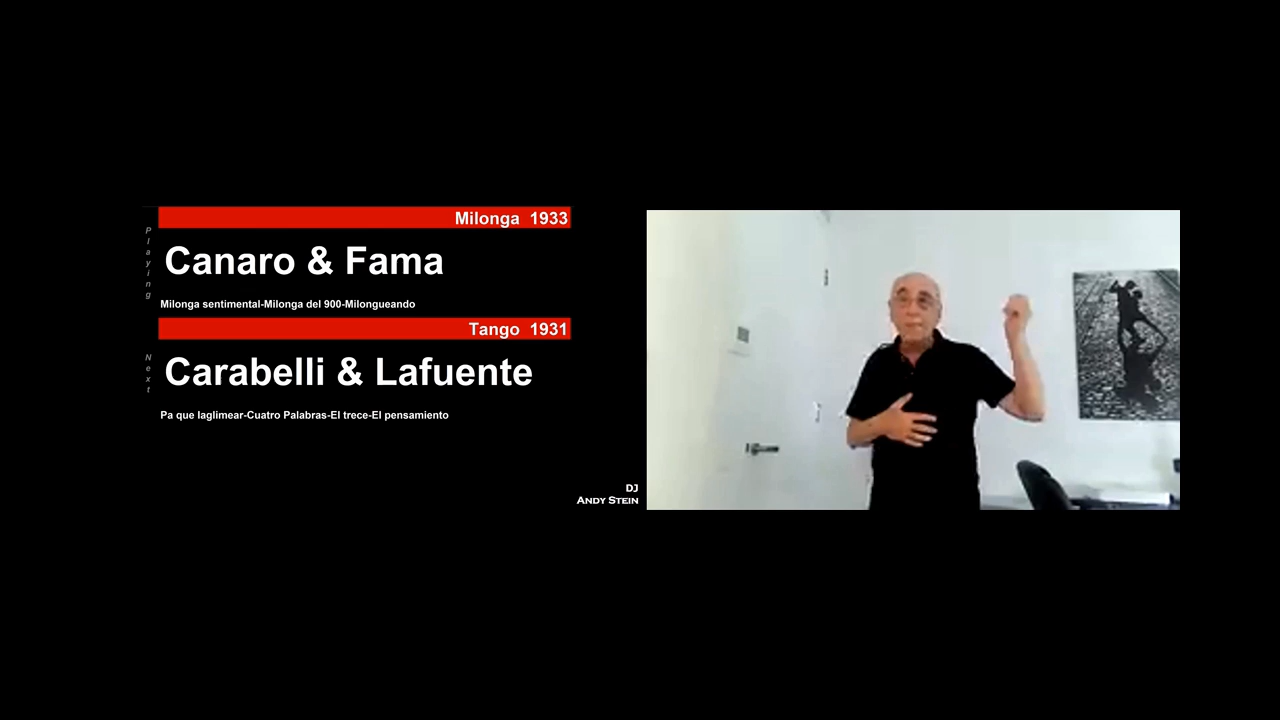 Playing
Milonga 1933
Canaro & Fama
Milonga sentimental-Milonga del 900-Milongueando
Next
Tango 1931
Carabelli & Lafuente
Pa que laglimear-Cuatro Palabras-El trece-El pensamiento
DJ
Andy Stein